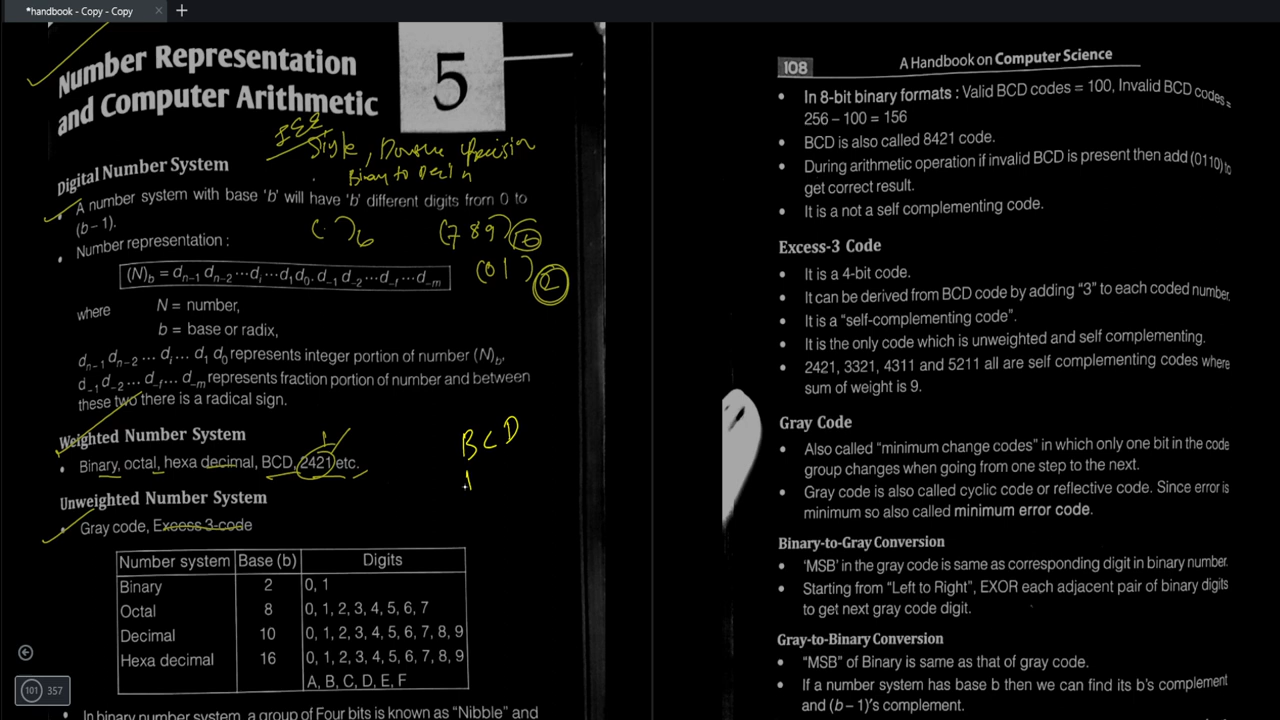 *handbook - Copy - Copy
Number Representation
and Computer Arithmetic
5
Double Precision
Binary to
Digital Number System
• A number system with base 'b' will have 'b' different digits from 0 to
(b – 1).
• Number representation :
( . )b
(789)16
(01)2
(N)b = dn–1 dn–2 ... di ... d1 d0. d–1 d–2 ... d–f ... d–m
where N = number,
b = base or radix,
dn–1 dn–2 ... di ... d1 d0 represents integer portion of number (N)b,
d–1 d–2 ... d–f ... d–m represents fraction portion of number and between
these two there is a radical sign.
Weighted Number System
• Binary, octal, hexa decimal, BCD, 2421 etc.
BCD
Unweighted Number System
• Gray code, Excess 3-code
Number system Base (b) Digits
Binary 2 0, 1
Octal 8 0, 1, 2, 3, 4, 5, 6, 7
Decimal 10 0, 1, 2, 3, 4, 5, 6, 7, 8, 9
Hexa decimal 16 0, 1, 2, 3, 4, 5, 6, 7, 8, 9
A, B, C, D, E, F
• In binary number system, a group of Four bits is known as "Nibble" and
101 357
108 A Handbook on Computer Science
• In 8-bit binary formats : Valid BCD codes = 100, Invalid BCD codes =
256 – 100 = 156
• BCD is also called 8421 code.
• During arithmetic operation if invalid BCD is present then add (0110) to
get correct result.
• It is a not a self complementing code.
Excess-3 Code
• It is a 4-bit code.
• It can be derived from BCD code by adding "3" to each coded number.
• It is a "self-complementing code".
• It is the only code which is unweighted and self complementing.
• 2421, 3321, 4311 and 5211 all are self complementing codes where
sum of weight is 9.
Gray Code
• Also called "minimum change codes" in which only one bit in the code
group changes when going from one step to the next.
• Gray code is also called cyclic code or reflective code. Since error is
minimum so also called minimum error code.
Binary-to-Gray Conversion
• 'MSB' in the gray code is same as corresponding digit in binary number.
• Starting from "Left to Right", EXOR each adjacent pair of binary digits
to get next gray code digit.
Gray-to-Binary Conversion
• "MSB" of Binary is same as that of gray code.
• If a number system has base b then we can find its b's complement
and (b – 1)'s complement.